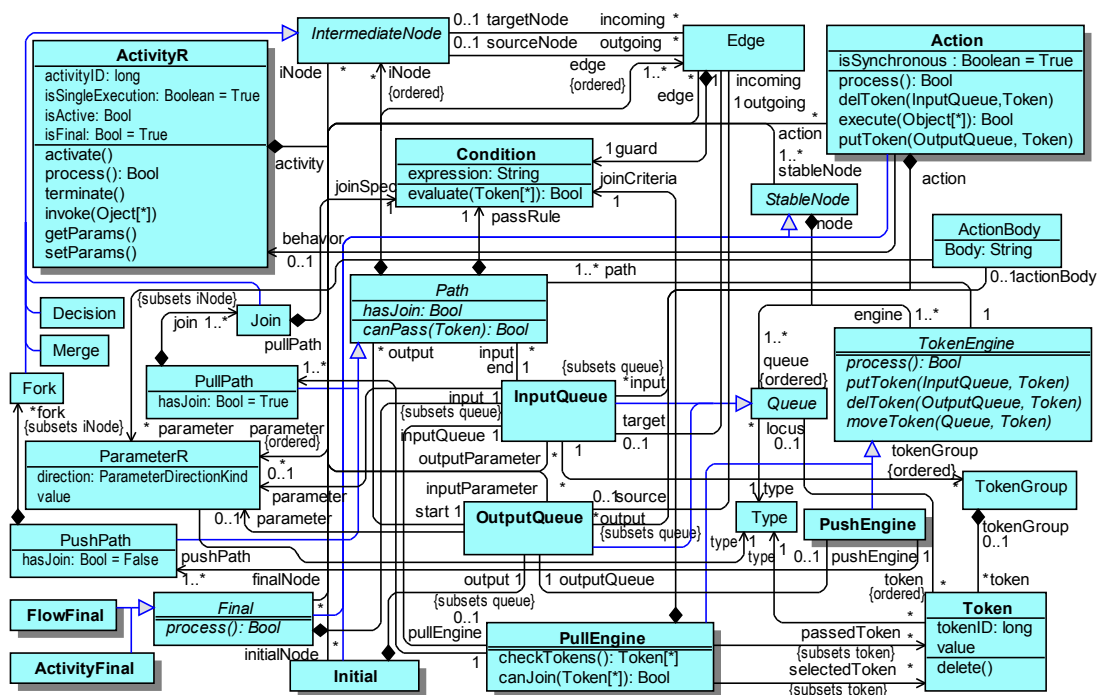 0..1 targetNode incoming *
IntermediateNode
0..1 sourceNode outgoing *
Edge
Action
isSynchronous : Boolean = True
process(): Bool
delToken(InputQueue,Token)
execute(Object[*]): Bool
putToken(OutputQueue, Token)
ActivityR
activityID: long
isSingleExecution: Boolean = True
isActive: Bool
isFinal: Bool = True
activate()
process(): Bool
terminate()
invoke(Oject[*])
getParams()
setParams()
iNode
*
*
iNode
{ordered}
edge
{ordered}
1..*
*
1
edge
incoming
1
outgoing
*
action
1..*
stableNode
activity
1
guard
Condition
expression: String
evaluate(Token[*]): Bool
joinSpec
1
1
passRule
joinCriteria
1
StableNode
node
action
behavior
0..1
ActionBody
Body: String
0..1
actionBody
1..* path
Path
hasJoin: Bool
canPass(Token): Bool
{subsets iNode}
join 1..*
Join
pullPath
Decision
Merge
Fork
*fork
{subsets iNode}
PullPath
hasJoin: Bool = True
1..*
* output
input *
end 1
{subsets queue}
*input
engine
1..*
1
TokenEngine
process(): Bool
putToken(InputQueue, Token)
delToken(OutputQueue, Token)
moveToken(Queue, Token)
1..*
queue
{ordered}
Queue
*
locus
0..1
InputQueue
input 1
{subsets queue}
inputQueue 1
target
0..1
*
parameter
parameter
{ordered}
*
0..1
ParameterR
direction: ParameterDirectionKind
value
parameter
0..1
parameter
outputParameter
*
inputParameter
*
1
start 1
OutputQueue
0..1
source
*
output
{subsets queue}
tokenGroup
{ordered}
*
TokenGroup
tokenGroup
0..1
1
type
Type
type
1
type
1
PushEngine
0..1
pushEngine 1
PushPath
hasJoin: Bool = False
pushPath
1..*
finalNode
*
output 1
{subsets queue}
1 outputQueue
0..1
pullEngine
1
token
{ordered}
*
*token
FlowFinal
ActivityFinal
Final
process(): Bool
initialNode
*
Initial
PullEngine
checkTokens(): Token[*]
canJoin(Token[*]): Bool
*
passedToken *
{subsets token}
selectedToken *
{subsets token}
Token
tokenID: long
value
delete()